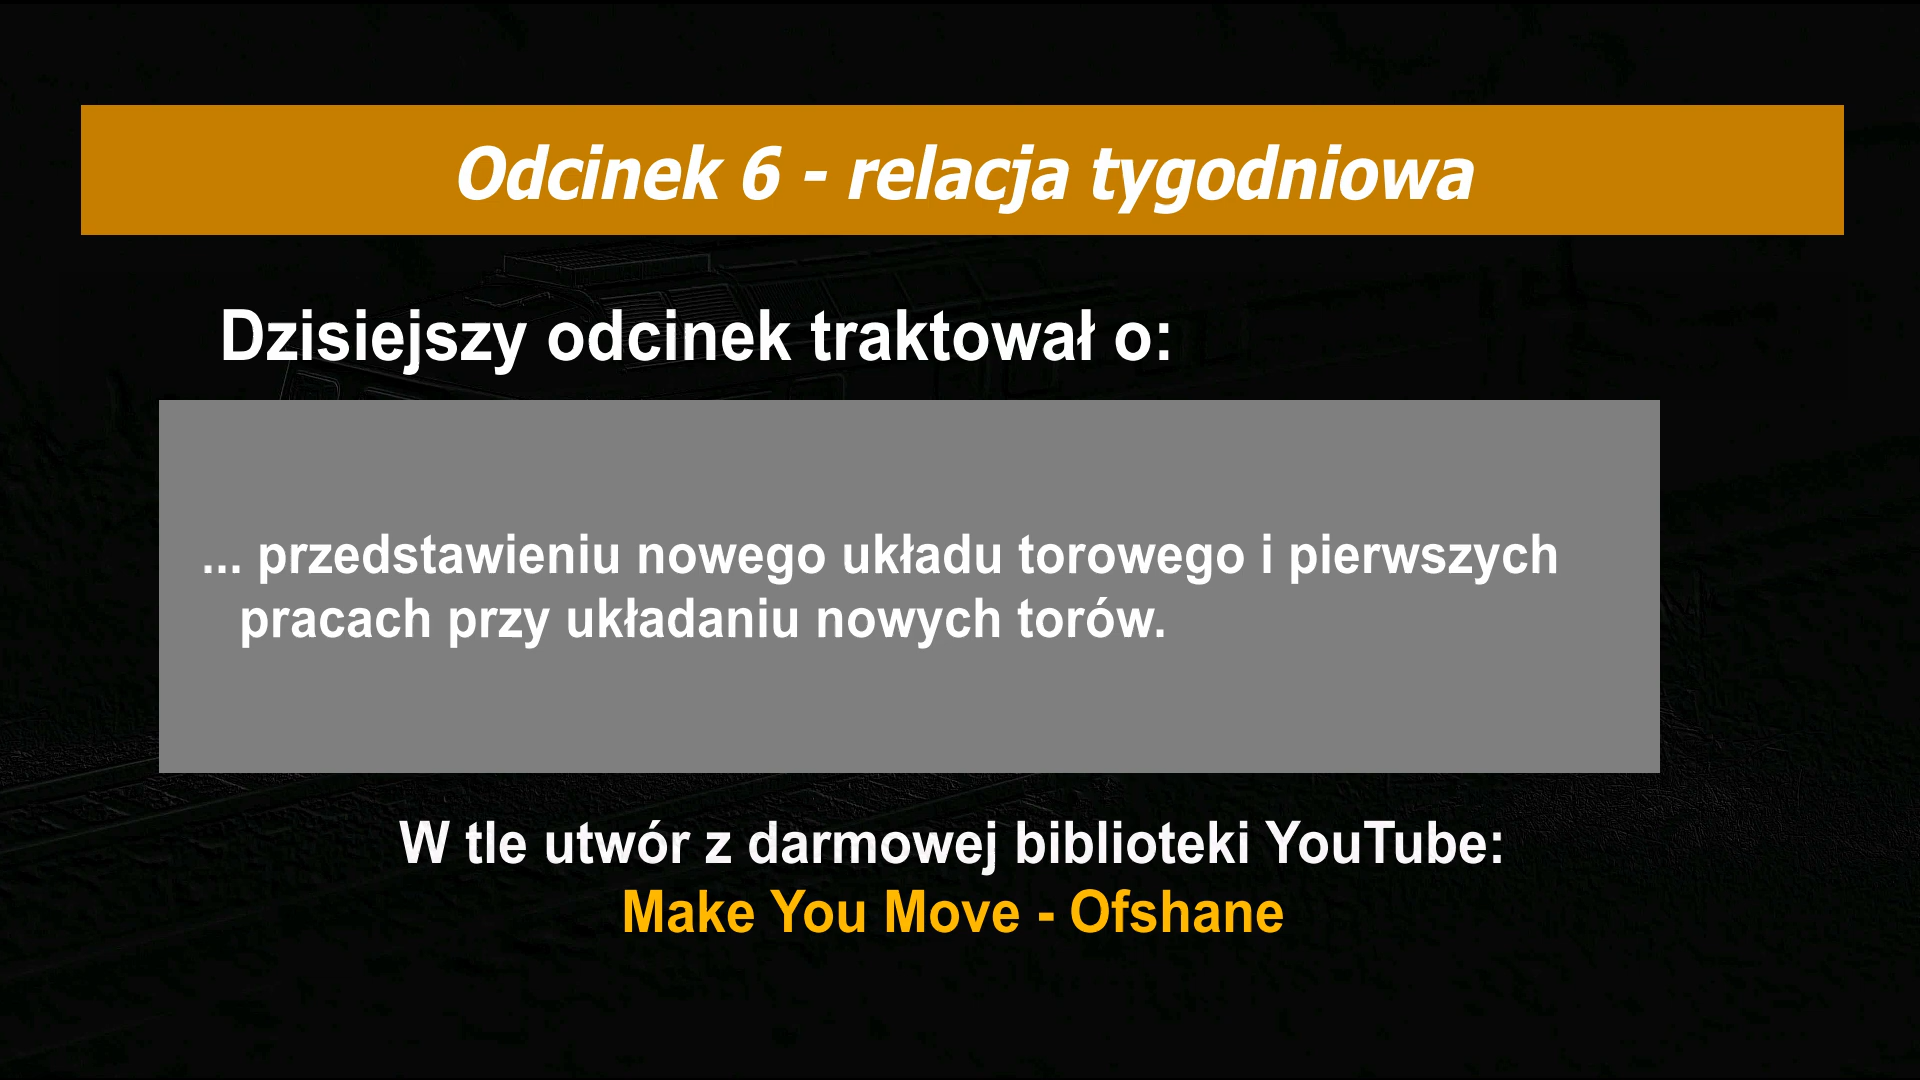 Odcinek 6 - relacja tygodniowa
Dzisiejszy odcinek traktował o:
... przedstawieniu nowego układu torowego i pierwszych
pracach przy układaniu nowych torów.
W tle utwór z darmowej biblioteki YouTube:
Make You Move - Ofshane